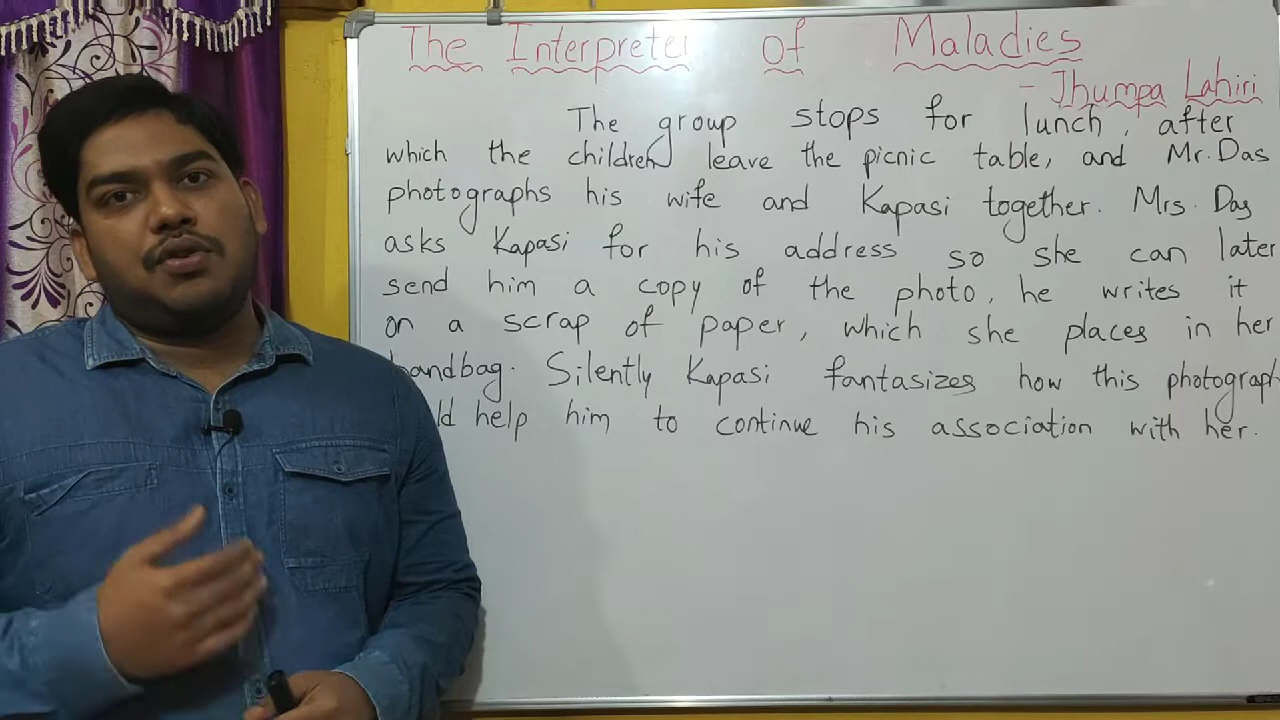 The Interpreter of Maladies
- Jhumpa Lahiri
The group stops for lunch, after
which the children leave the picnic table, and Mr. Das
photographs his wife and Kapasi together. Mrs. Das
asks Kapasi for his address so she can later
send him a copy of the photo, he writes it
on a scrap of paper, which she places in her
handbag. Silently Kapasi fantasizes how this photograph
help him to continue his association with her.